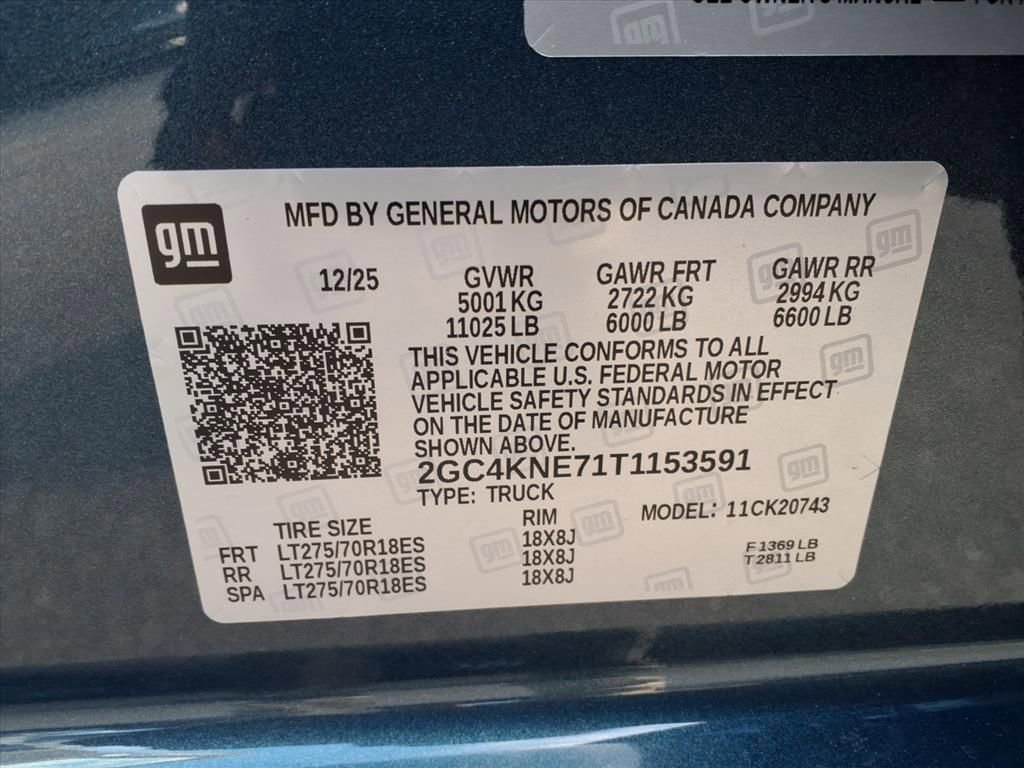 gm
MFD BY GENERAL MOTORS OF CANADA COMPANY
12/25
GVWR GAWR FRT GAWR RR
5001 KG 2722 KG 2994 KG
11025 LB 6000 LB 6600 LB
THIS VEHICLE CONFORMS TO ALL
APPLICABLE U.S. FEDERAL MOTOR
VEHICLE SAFETY STANDARDS IN EFFECT
ON THE DATE OF MANUFACTURE
SHOWN ABOVE.
2GC4KNE71T1153591
TYPE: TRUCK
MODEL: 11CK20743
TIRE SIZE RIM
FRT LT275/70R18ES 18X8J
RR LT275/70R18ES 18X8J
SPA LT275/70R18ES 18X8J
F 1369 LB
T 2811 LB